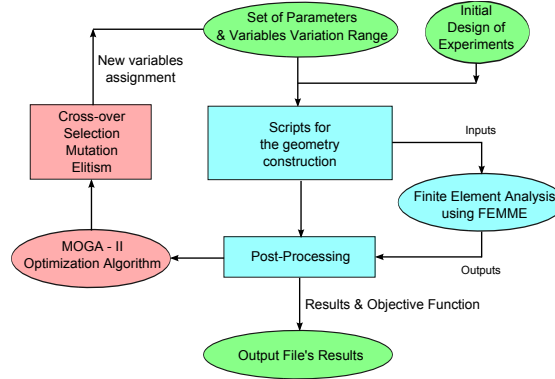 Set of Parameters
& Variables Variation Range
Initial
Design of
Experiments
New variables
assignment
Cross-over
Selection
Mutation
Elitism
Scripts for
the geometry
construction
Inputs
Finite Element Analysis
using FEMME
MOGA - II
Optimization Algorithm
Post-Processing
Outputs
Results & Objective Function
Output File's Results